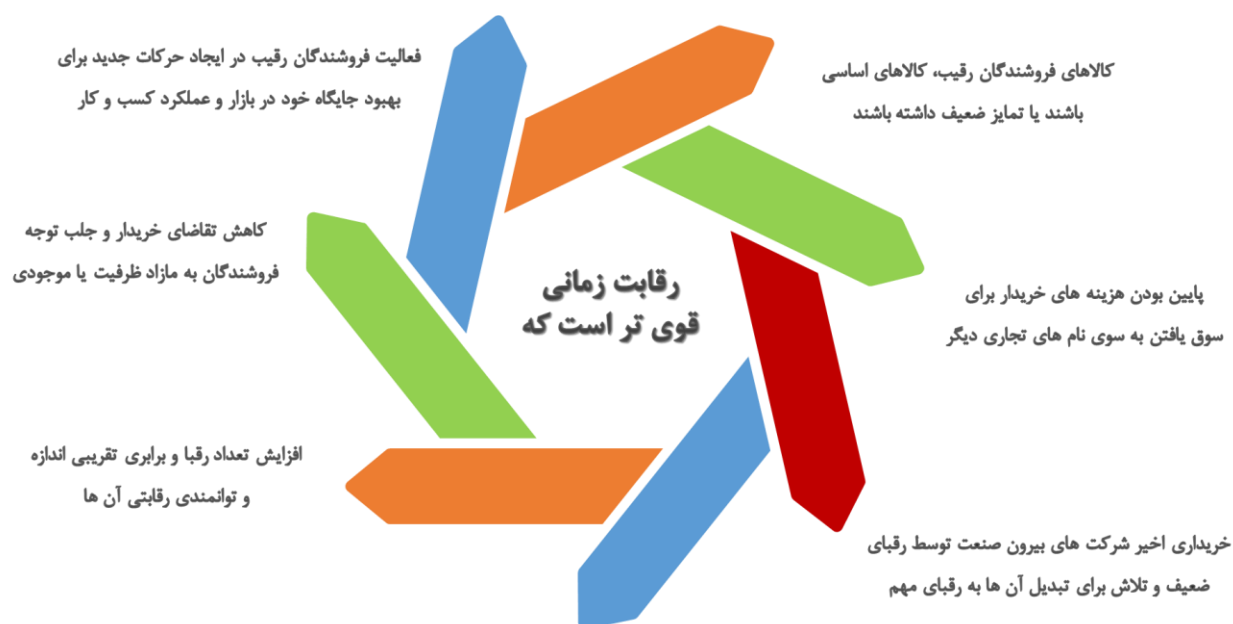 رقابت زمانی
قوی تر است که
کالاهای فروشندگان رقیب، کالاهای اساسی
باشند یا تمایز ضعیف داشته باشند
پایین بودن هزینه های خریدار برای
سوق یافتن به سوی نام های تجاری دیگر
خریداری اخیر شرکت های بیرون صنعت توسط رقبای
ضعیف و تلاش برای تبدیل آن ها به رقبای مهم
افزایش تعداد رقبا و برابری تقریبی اندازه
و توانمندی رقابتی آن ها
کاهش تقاضای خریدار و جلب توجه
فروشندگان به مازاد ظرفیت یا موجودی
فعالیت فروشندگان رقیب در ایجاد حرکات جدید برای
بهبود جایگاه خود در بازار و عملکرد کسب و کار